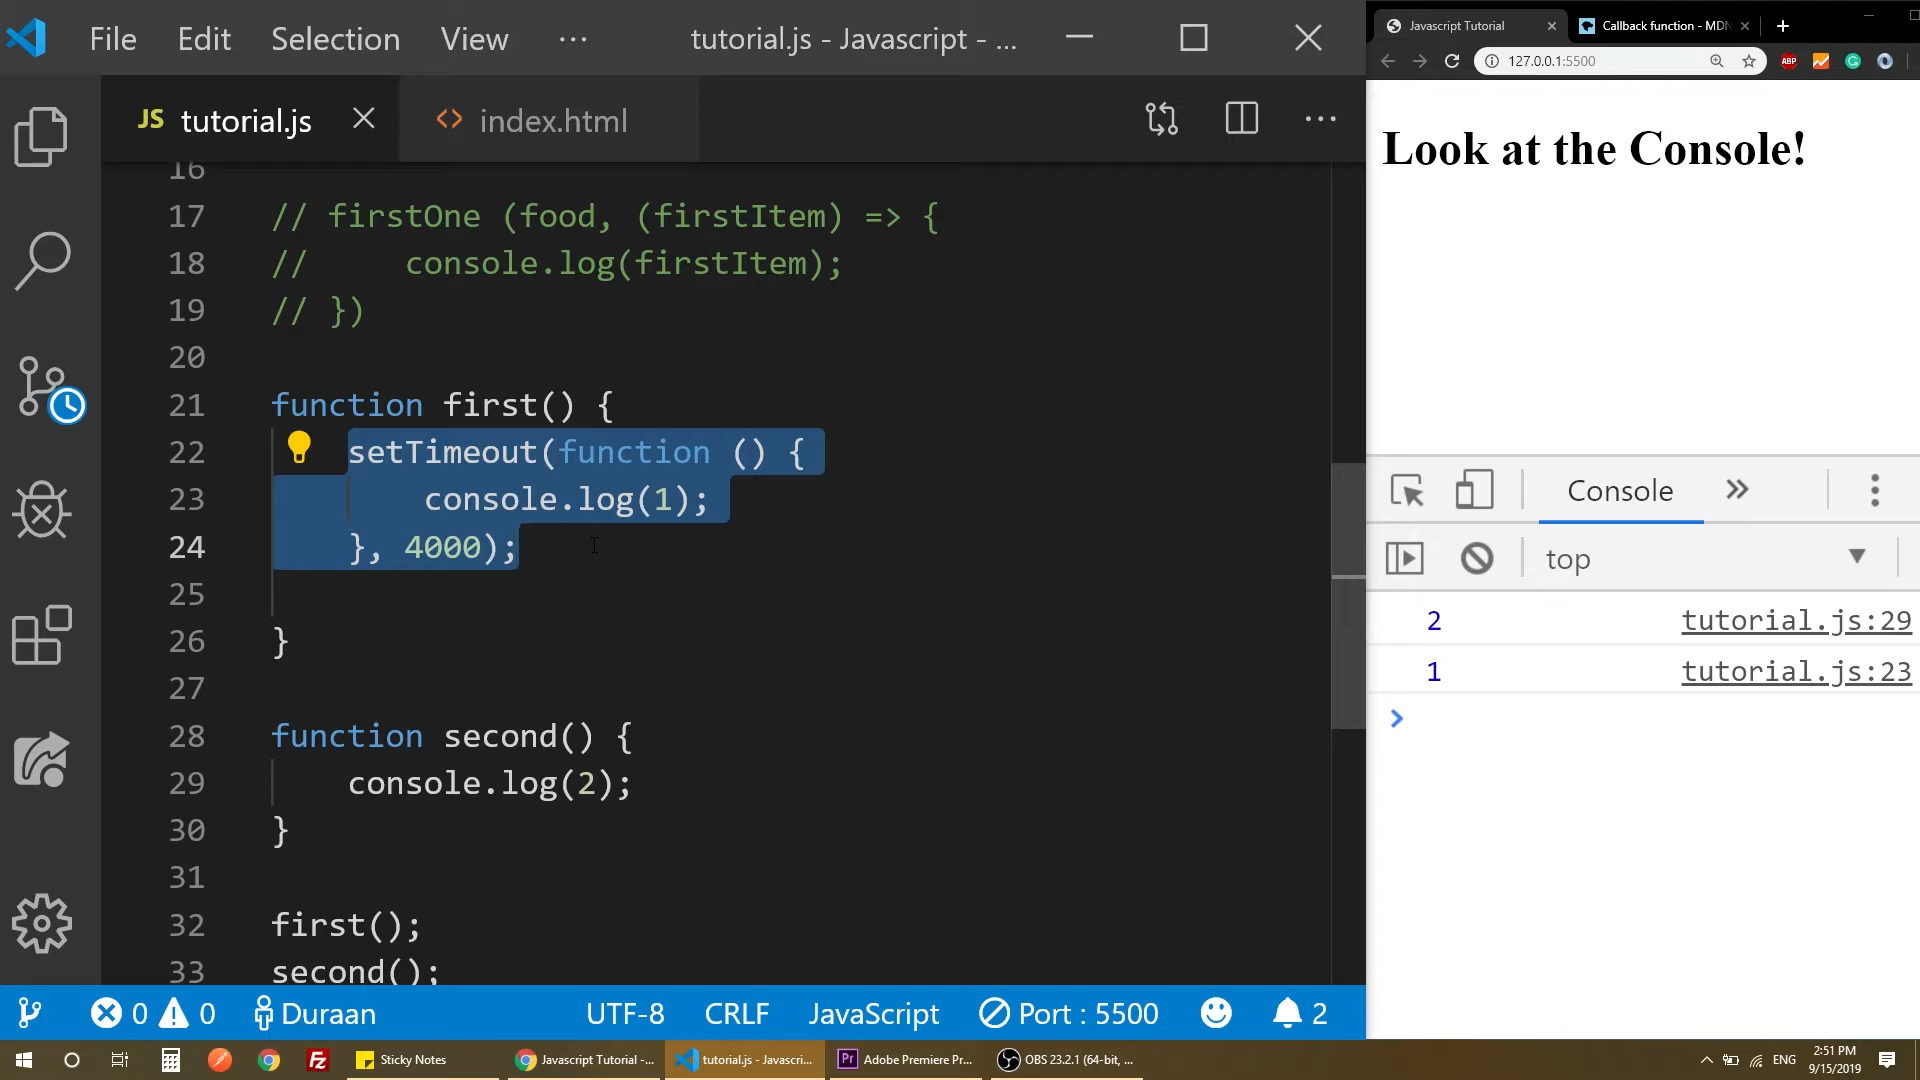 File Edit Selection View ··· tutorial.js - Javascript - ...
JS tutorial.js index.html
16
17 // firstOne (food, (firstItem) => {
18 //     console.log(firstItem);
19 // })
20
21 function first() {
22     setTimeout(function () {
23         console.log(1);
24     }, 4000);
25
26 }
27
28 function second() {
29     console.log(2);
30 }
31
32 first();
33 second();
0 0 Duraan UTF-8 CRLF JavaScript Port : 5500 2
Javascript Tutorial Callback function - MDN
127.0.0.1:5500 ABP
Look at the Console!
Console
top
2 tutorial.js:29
1 tutorial.js:23
Sticky Notes Javascript Tutorial -... tutorial.js - Javascri... Pr Adobe Premiere Pr... OBS 23.2.1 (64-bit, ... ENG 2:51 PM
9/15/2019